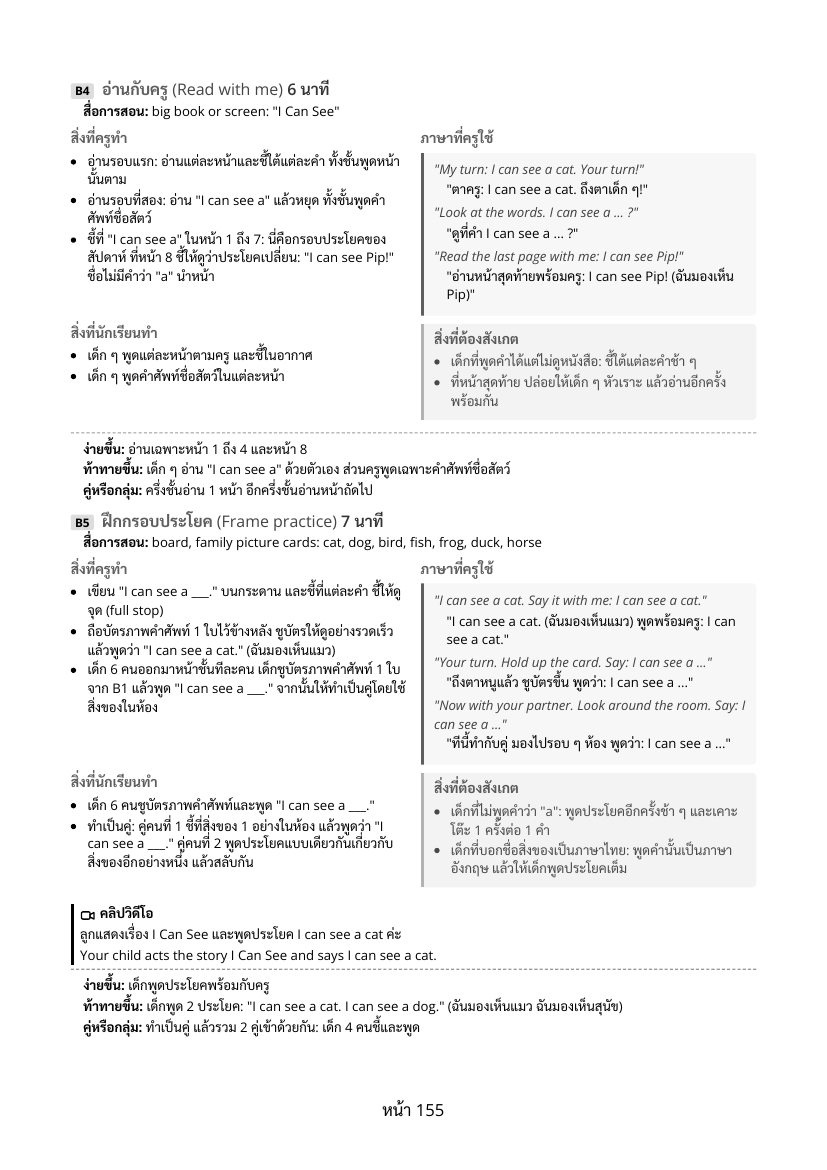 B4 อ่านกับครู (Read with me) 6 นาที
สื่อการสอน: big book or screen: "I Can See"
สิ่งที่ครูทำ
อ่านรอบแรก: อ่านแต่ละหน้าและชี้ใต้แต่ละคำ ทั้งชั้นพูดหน้า
นั้นตาม
อ่านรอบที่สอง: อ่าน "I can see a" แล้วหยุด ทั้งชั้นพูดคำ
ศัพท์ชื่อสัตว์
ชี้ที่ "I can see a" ในหน้า 1 ถึง 7: นี่คือกรอบประโยคของ
สัปดาห์ ที่หน้า 8 ชี้ให้ดูว่าประโยคเปลี่ยน: "I can see Pip!"
ชื่อไม่มีคำว่า "a" นำหน้า
ภาษาที่ครูใช้
"My turn: I can see a cat. Your turn!"
"ตาครู: I can see a cat. ถึงตาเด็ก ๆ!"
"Look at the words. I can see a ... ?"
"ดูที่คำ I can see a ... ?"
"Read the last page with me: I can see Pip!"
"อ่านหน้าสุดท้ายพร้อมครู: I can see Pip! (ฉันมองเห็น
Pip)"
สิ่งที่นักเรียนทำ
เด็ก ๆ พูดแต่ละหน้าตามครู และชี้ในอากาศ
เด็ก ๆ พูดคำศัพท์ชื่อสัตว์ในแต่ละหน้า
สิ่งที่ต้องสังเกต
เด็กที่พูดคำได้แต่ไม่ดูหนังสือ: ชี้ใต้แต่ละคำช้า ๆ
ที่หน้าสุดท้าย ปล่อยให้เด็ก ๆ หัวเราะ แล้วอ่านอีกครั้ง
พร้อมกัน
ง่ายขึ้น: อ่านเฉพาะหน้า 1 ถึง 4 และหน้า 8
ท้าทายขึ้น: เด็ก ๆ อ่าน "I can see a" ด้วยตัวเอง ส่วนครูพูดเฉพาะคำศัพท์ชื่อสัตว์
คู่หรือกลุ่ม: ครึ่งชั้นอ่าน 1 หน้า อีกครึ่งชั้นอ่านหน้าถัดไป
B5 ฝึกกรอบประโยค (Frame practice) 7 นาที
สื่อการสอน: board, family picture cards: cat, dog, bird, fish, frog, duck, horse
สิ่งที่ครูทำ
เขียน "I can see a ___." บนกระดาน และชี้ที่แต่ละคำ ชี้ให้ดู
จุด (full stop)
ถือบัตรภาพคำศัพท์ 1 ใบไว้ข้างหลัง ชูบัตรให้ดูอย่างรวดเร็ว
แล้วพูดว่า "I can see a cat." (ฉันมองเห็นแมว)
เด็ก 6 คนออกมาหน้าชั้นทีละคน เด็กชูบัตรภาพคำศัพท์ 1 ใบ
จาก B1 แล้วพูด "I can see a ___." จากนั้นให้ทำเป็นคู่โดยใช้
สิ่งของในห้อง
ภาษาที่ครูใช้
"I can see a cat. Say it with me: I can see a cat."
"I can see a cat. (ฉันมองเห็นแมว) พูดพร้อมครู: I can
see a cat."
"Your turn. Hold up the card. Say: I can see a ..."
"ถึงตาหนูแล้ว ชูบัตรขึ้น พูดว่า: I can see a ..."
"Now with your partner. Look around the room. Say: I
can see a ..."
"ทีนี้ทำกับคู่ มองไปรอบ ๆ ห้อง พูดว่า: I can see a ..."
สิ่งที่นักเรียนทำ
เด็ก 6 คนชูบัตรภาพคำศัพท์และพูด "I can see a ___."
ทำเป็นคู่: คู่คนที่ 1 ชี้ที่สิ่งของ 1 อย่างในห้อง แล้วพูดว่า "I
can see a ___." คู่คนที่ 2 พูดประโยคแบบเดียวกันเกี่ยวกับ
สิ่งของอีกอย่างหนึ่ง แล้วสลับกัน
สิ่งที่ต้องสังเกต
เด็กที่ไม่พูดคำว่า "a": พูดประโยคอีกครั้งช้า ๆ และเคาะ
โต๊ะ 1 ครั้งต่อ 1 คำ
เด็กที่บอกชื่อสิ่งของเป็นภาษาไทย: พูดคำนั้นเป็นภาษา
อังกฤษ แล้วให้เด็กพูดประโยคเต็ม
คลิปวิดีโอ
ลูกแสดงเรื่อง I Can See และพูดประโยค I can see a cat ค่ะ
Your child acts the story I Can See and says I can see a cat.
ง่ายขึ้น: เด็กพูดประโยคพร้อมกับครู
ท้าทายขึ้น: เด็กพูด 2 ประโยค: "I can see a cat. I can see a dog." (ฉันมองเห็นแมว ฉันมองเห็นสุนัข)
คู่หรือกลุ่ม: ทำเป็นคู่ แล้วรวม 2 คู่เข้าด้วยกัน: เด็ก 4 คนชี้และพูด
หน้า 155